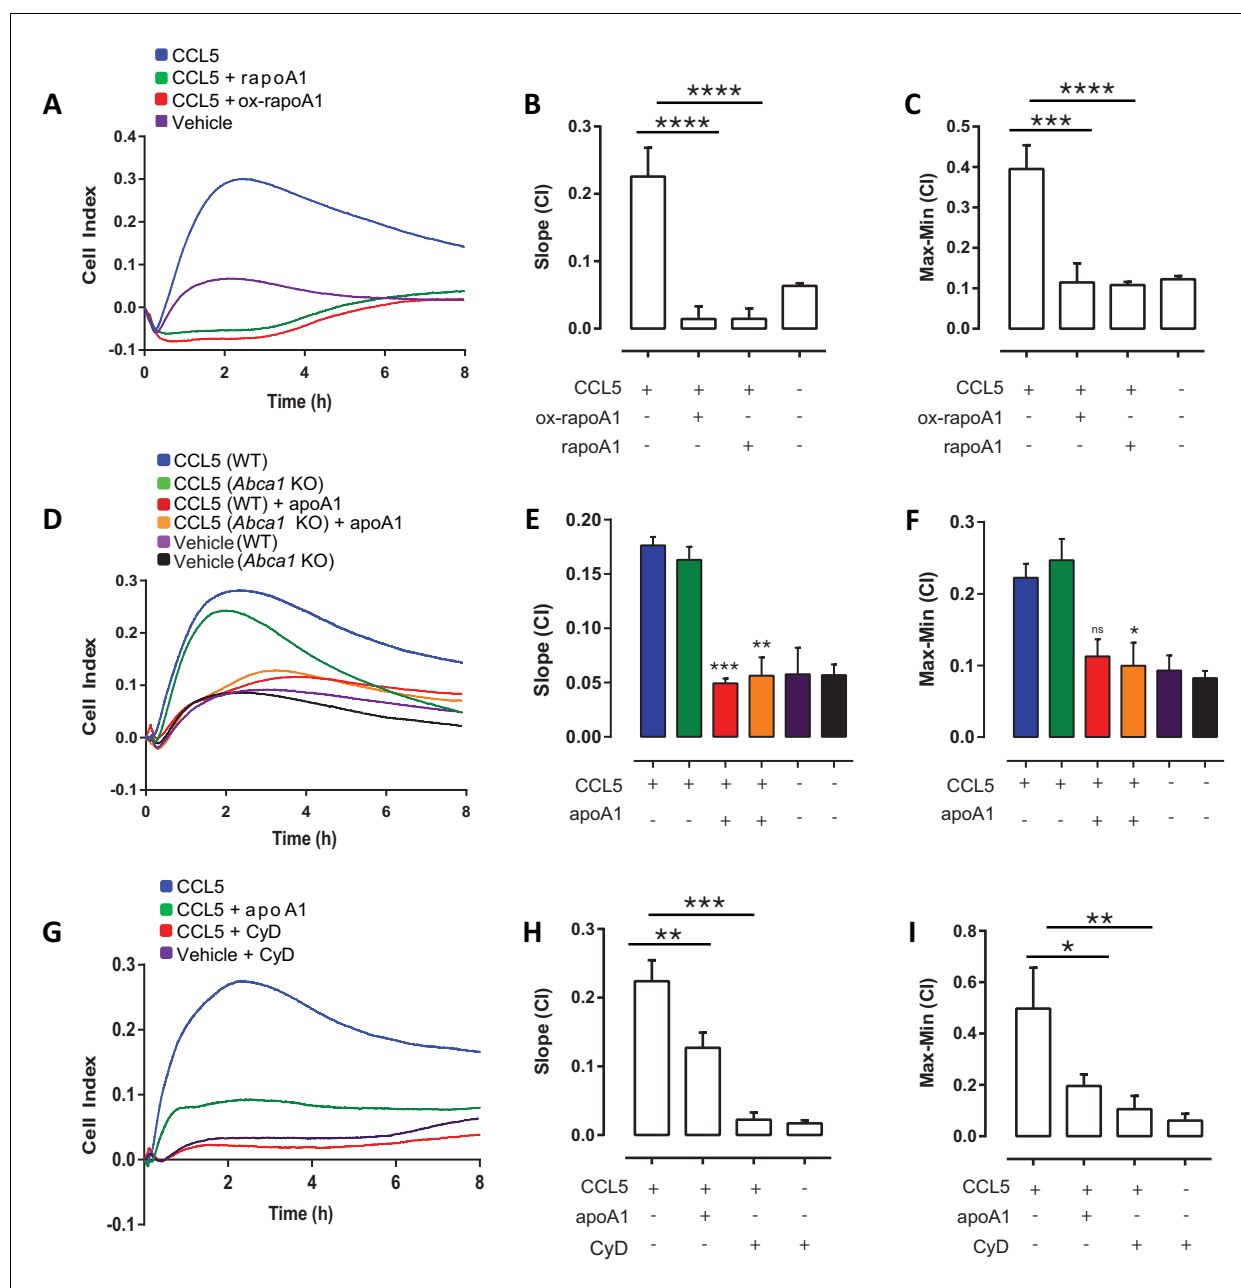 CCL5
CCL5 + rapoA1
CCL5 + ox-rapoA1
Vehicle
A
Cell Index
0.4
0.3
0.2
0.1
0.0
-0.1
0 2 4 6 8
Time (h)
B
****
****
Slope (CI)
0.3
0.2
0.1
0.0
CCL5 + + + -
ox-rapoA1 - + - -
rapoA1 - - + -
C
****
***
Max-Min (CI)
0.5
0.4
0.3
0.2
0.1
0.0
CCL5 + + + -
ox-rapoA1 - + - -
rapoA1 - - + -
CCL5 (WT)
CCL5 (Abca1 KO)
CCL5 (WT) + apoA1
CCL5 (Abca1 KO) + apoA1
Vehicle (WT)
Vehicle (Abca1 KO)
D
Cell Index
0.3
0.2
0.1
0.0
-0.1
0 2 4 6 8
Time (h)
E
Slope (CI)
0.20
0.15
0.10
0.05
0.00
*** **
CCL5 + + + + - -
apoA1 - - + + - -
F
Max-Min (CI)
0.3
0.2
0.1
0.0
ns *
CCL5 + + + + - -
apoA1 - - + + - -
CCL5
CCL5 + apoA1
CCL5 + CyD
Vehicle + CyD
G
Cell Index
0.3
0.2
0.1
0.0
-0.1
2 4 6 8
Time (h)
H
***
**
Slope (CI)
0.3
0.2
0.1
0.0
CCL5 + + + -
apoA1 - + - -
CyD - - + +
I
**
*
Max-Min (CI)
0.8
0.6
0.4
0.2
0.0
CCL5 + + + -
apoA1 - + - -
CyD - - + +